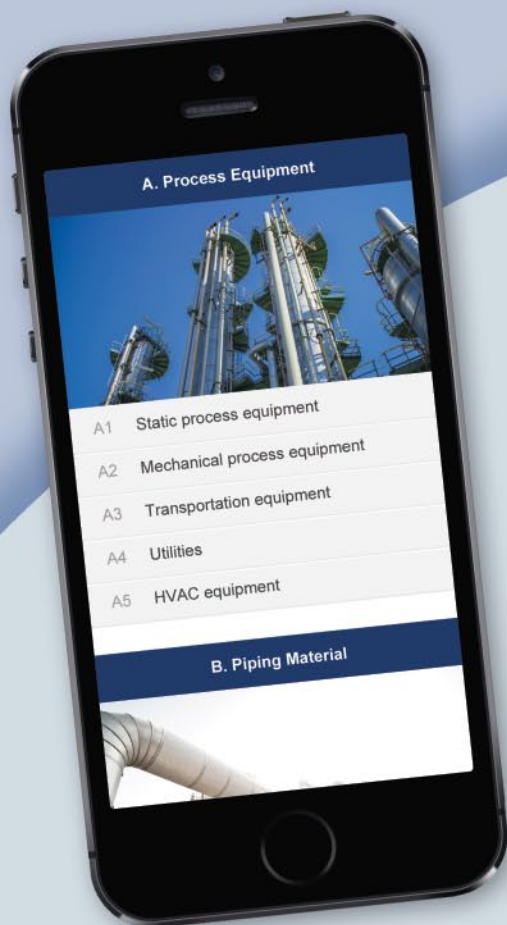 A. Process Equipment
A1 Static process equipment
A2 Mechanical process equipment
A3 Transportation equipment
A4 Utilities
A5 HVAC equipment
B. Piping Material